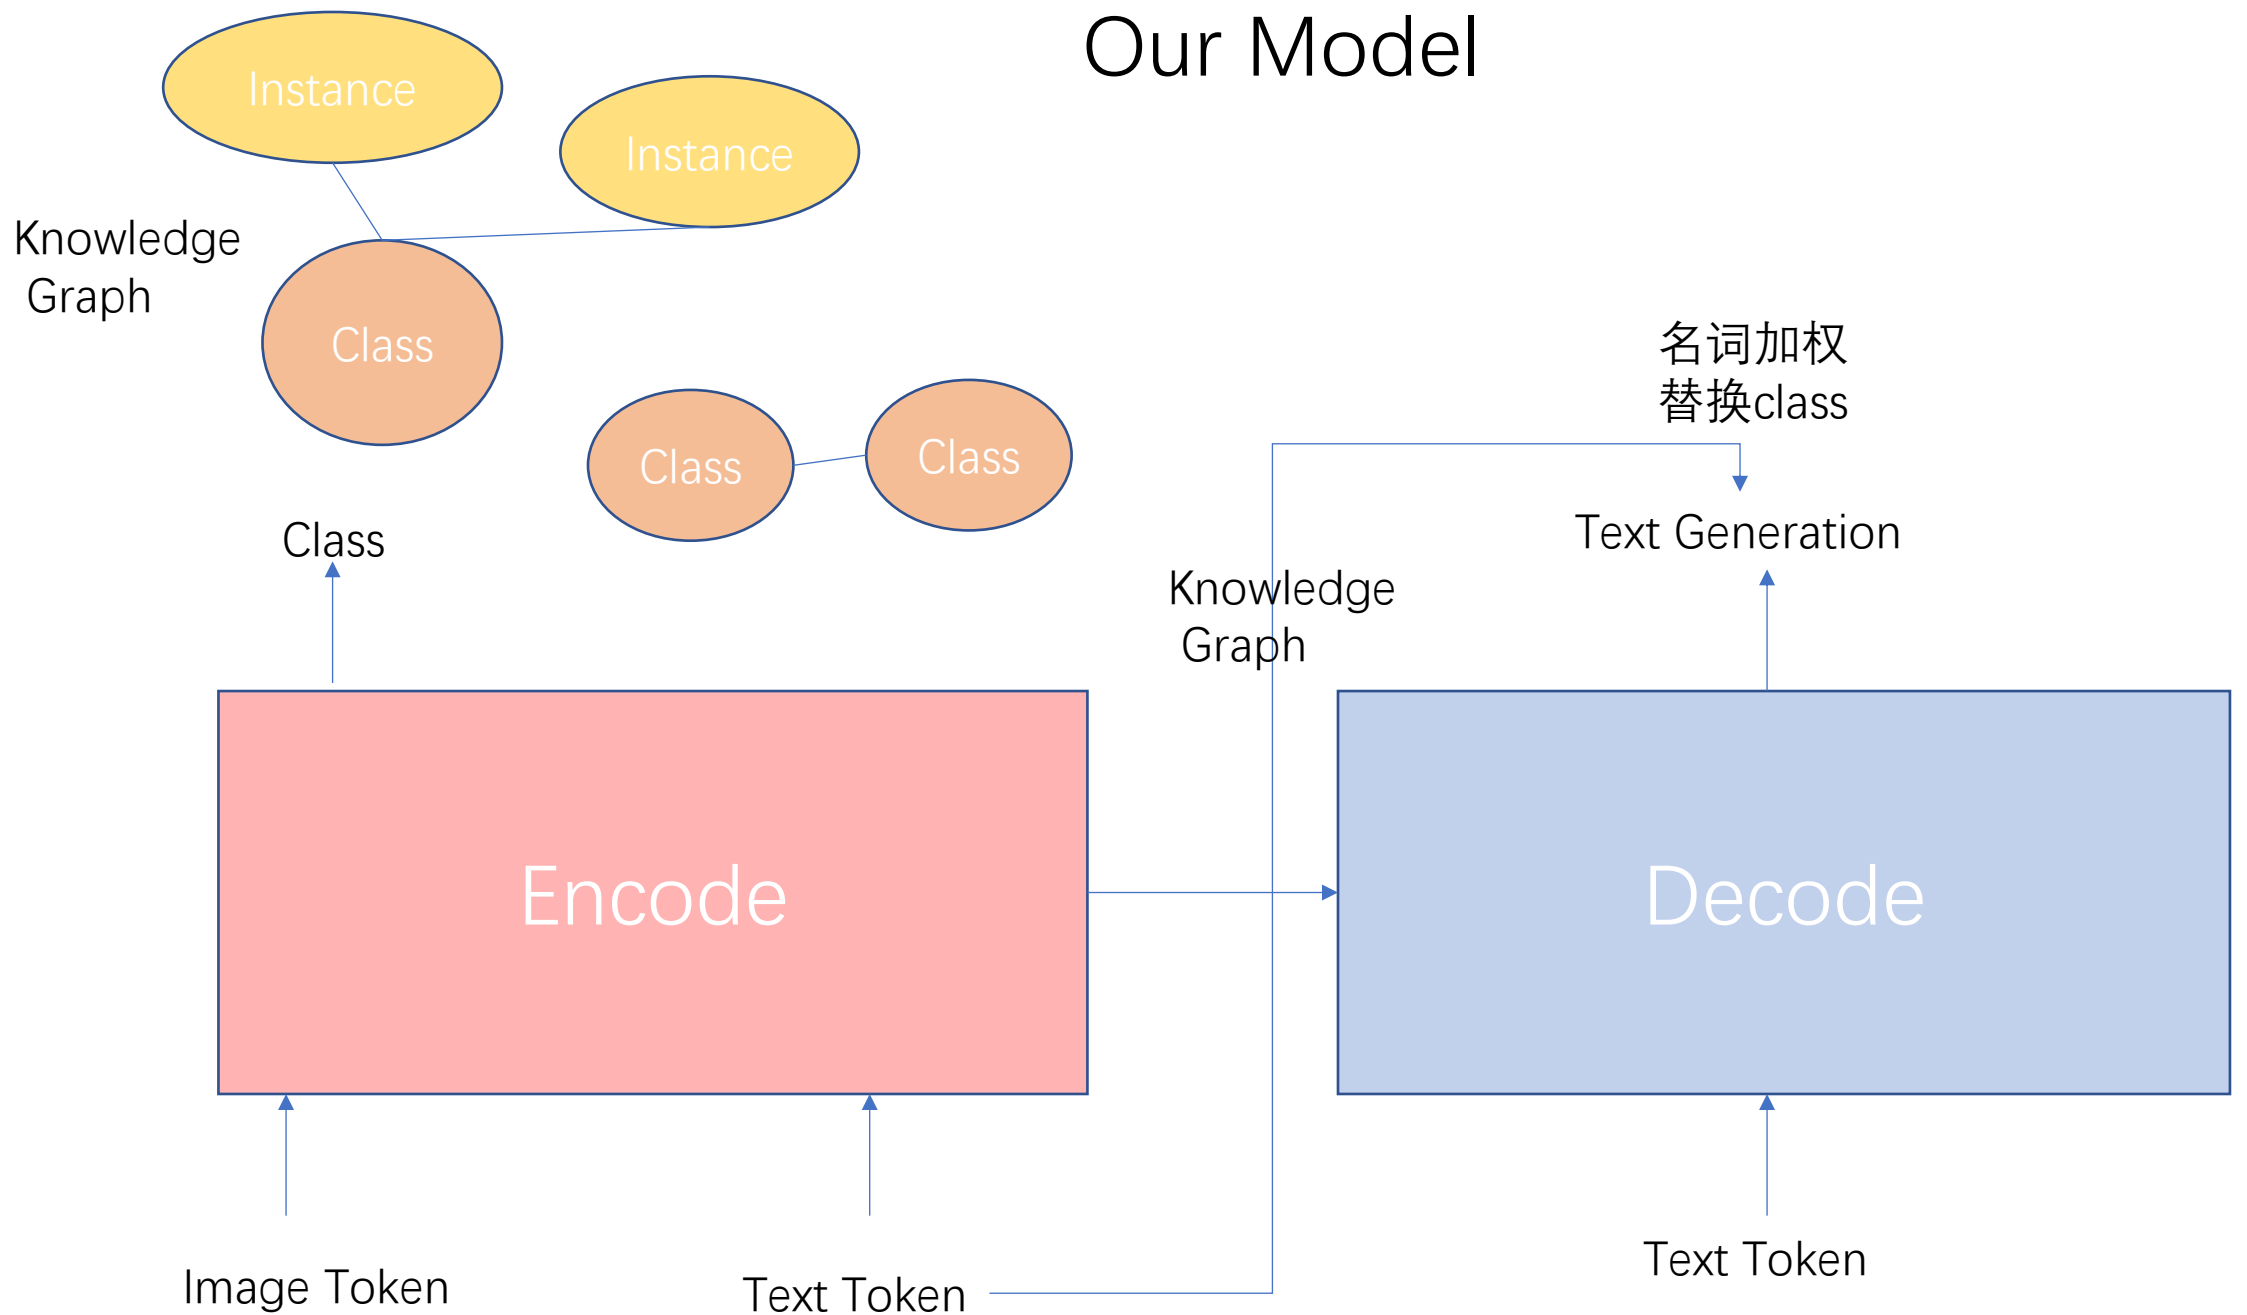 Our Model
Instance
Instance
Knowledge
Graph
Class
名词加权
替换class
Class
Class
Class
Text Generation
Knowledge
Graph
Encode
Decode
Image Token
Text Token
Text Token